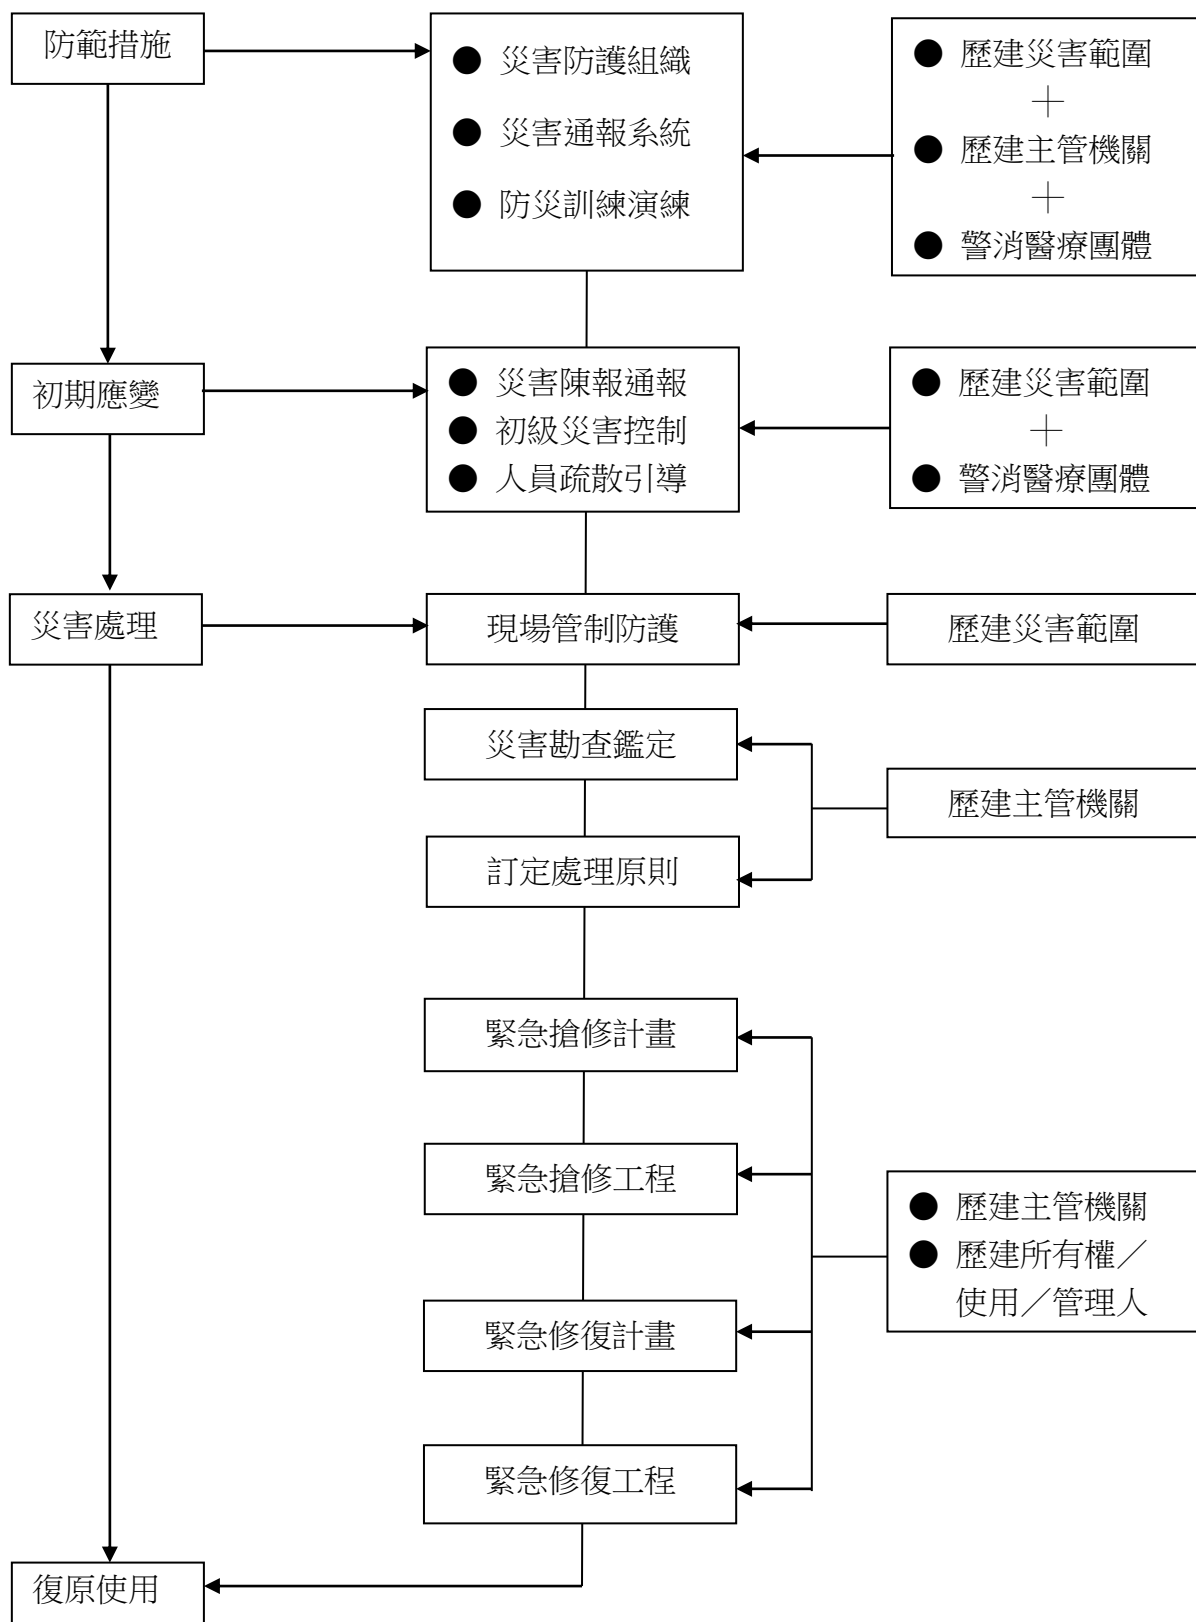 防範措施
● 災害防護組織
● 災害通報系統
● 防災訓練演練
● 歷建災害範圍
＋
● 歷建主管機關
＋
● 警消醫療團體
初期應變
● 災害陳報通報
● 初級災害控制
● 人員疏散引導
● 歷建災害範圍
＋
● 警消醫療團體
災害處理
現場管制防護
歷建災害範圍
災害勘查鑑定
歷建主管機關
訂定處理原則
緊急搶修計畫
緊急搶修工程
● 歷建主管機關
● 歷建所有權／
使用／管理人
緊急修復計畫
緊急修復工程
復原使用